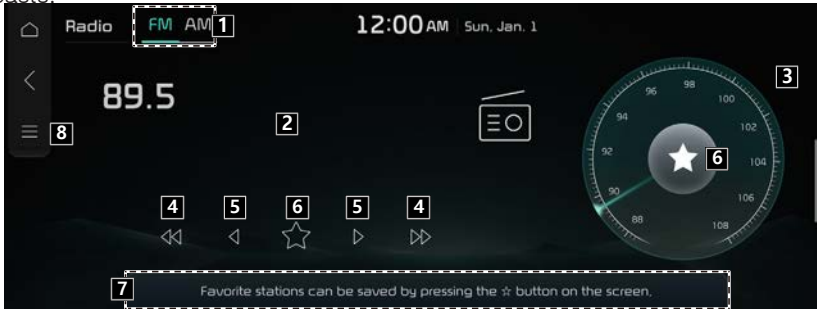 Radio FM AM 1 12:00 AM Sun, Jan. 1
89.5
2
3
8
96 98 100
94 102
92 104
90 106
88 108
6
4 5 6 5 4
7 Favorite stations can be saved by pressing the ☆ button on the screen.